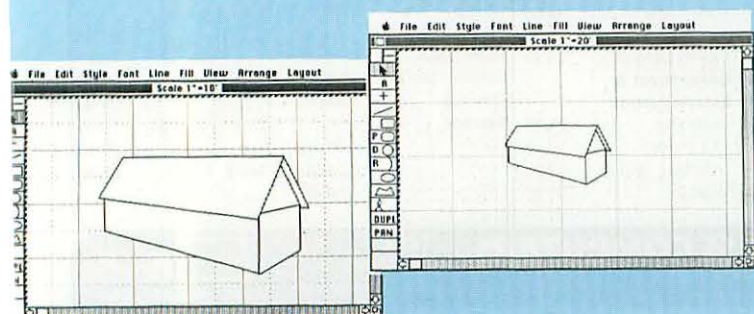 File Edit Style Font Line Fill View Arrange Layout
Scale 1"=10'
File Edit Style Font Line Fill View Arrange Layout
Scale 1"=20'
A
P
D
R
DUPL
PAN